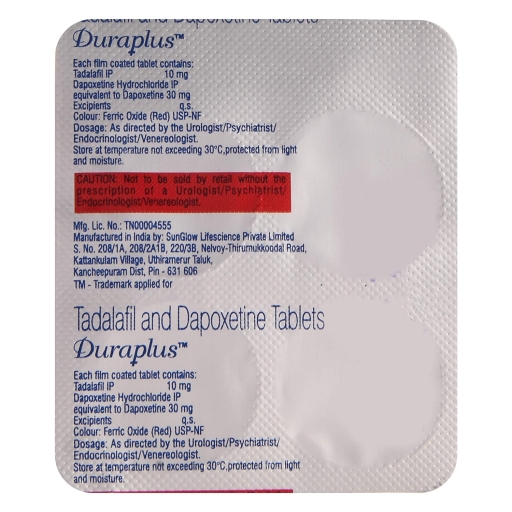 Tadalafil and Dapoxetine Tablets
Duraplus™
Each film coated tablet contains:
Tadalafil IP 10 mg
Dapoxetine Hydrochloride IP
equivalent to Dapoxetine 30 mg
Excipients q.s.
Colour: Ferric Oxide (Red) USP-NF
Dosage: As directed by the Urologist/Psychiatrist/
Endocrinologist/Venereologist.
Store at temperature not exceeding 30°C,protected from light
and moisture.
CAUTION: Not to be sold by retail without the
prescription of a Urologist/Psychiatrist/
Endocrinologist/Venereologist.
Mfg. Lic. No.: TN00004555
Manufactured in India by: SunGlow Lifescience Private Limited
S. No. 208/1A, 208/2A1B, 220/3B, Nelvoy-Thirumukkoodal Road,
Kattankulam Village, Uthiramerur Taluk,
Kancheepuram Dist, Pin - 631 606
TM - Trademark applied for
Tadalafil and Dapoxetine Tablets
Duraplus™
Each film coated tablet contains:
Tadalafil IP 10 mg
Dapoxetine Hydrochloride IP
equivalent to Dapoxetine 30 mg
Excipients q.s.
Colour: Ferric Oxide (Red) USP-NF
Dosage: As directed by the Urologist/Psychiatrist/
Endocrinologist/Venereologist.
Store at temperature not exceeding 30°C,protected from light
and moisture.